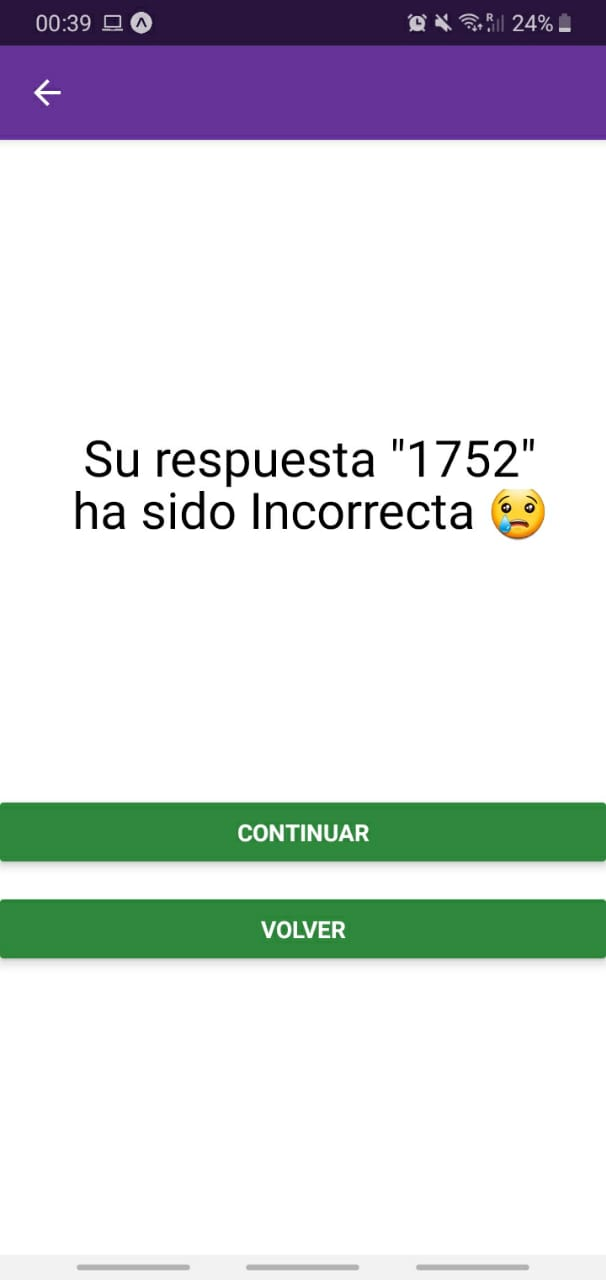 00:39 24%
Su respuesta "1752"
ha sido Incorrecta 😢
CONTINUAR
VOLVER